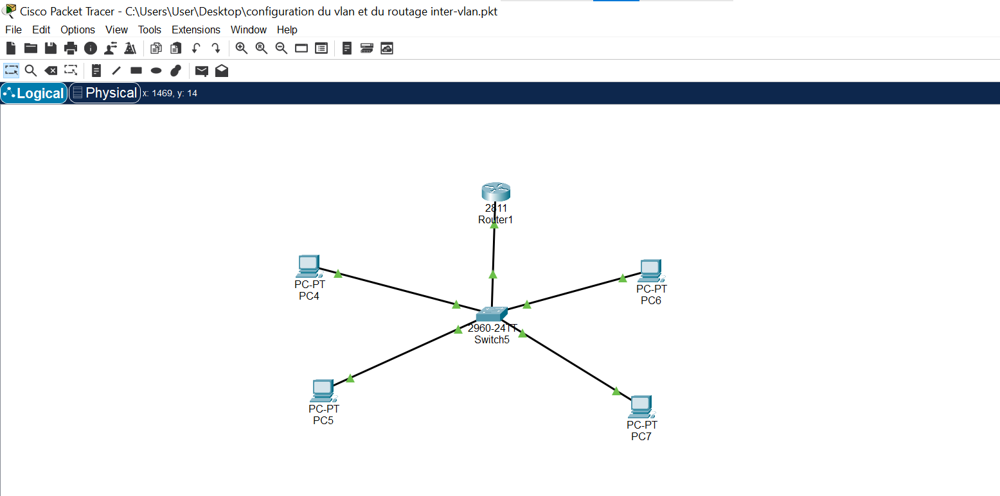 Cisco Packet Tracer - C:\Users\User\Desktop\configuration du vlan et du routage inter-vlan.pkt
File Edit Options View Tools Extensions Window Help
Logical Physical x: 1469, y: 14
2811
Router1
PC-PT
PC4
PC-PT
PC6
2960-24TT
Switch5
PC-PT
PC5
PC-PT
PC7